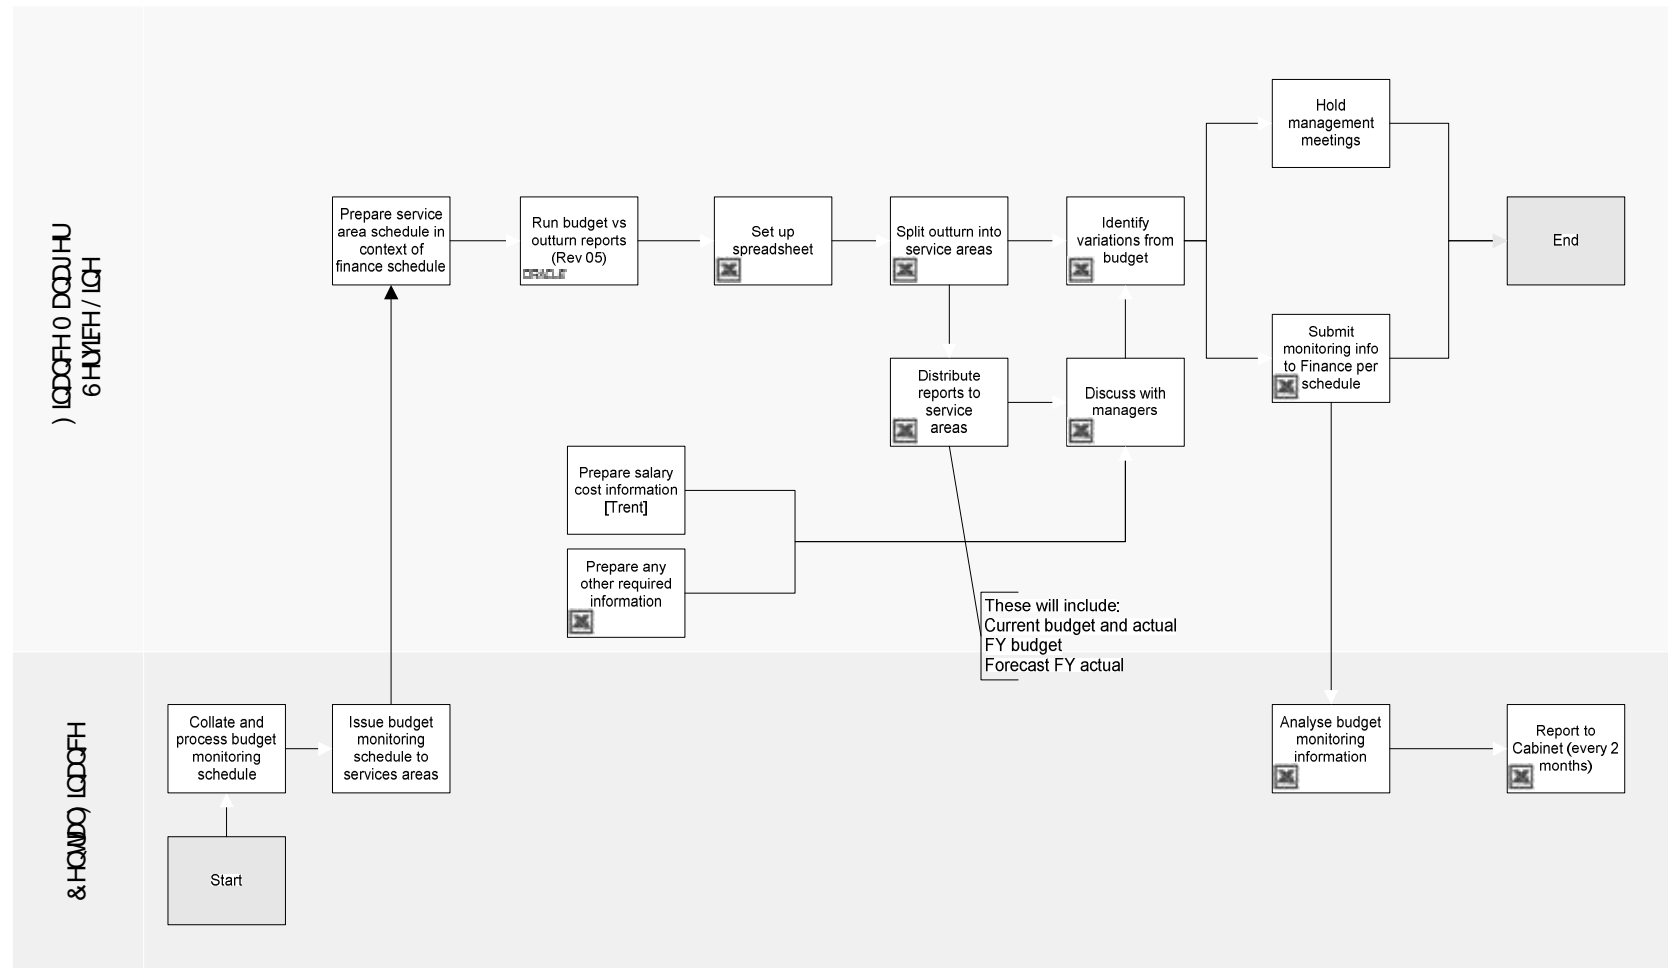 Hold
management
meetings
Prepare service
area schedule in
context of
finance schedule
Run budget vs
outturn reports
(Rev 05)
ORACLE
Set up
spreadsheet
Split outturn into
service areas
Identify
variations from
budget
End
Submit
monitoring info
to Finance per
schedule
Distribute
reports to
service
areas
Discuss with
managers
Prepare salary
cost information
[Trent]
Prepare any
other required
information
These will include:
Current budget and actual
FY budget
Forecast FY actual
Collate and
process budget
monitoring
schedule
Issue budget
monitoring
schedule to
services areas
Analyse budget
monitoring
information
Report to
Cabinet (every 2
months)
Start